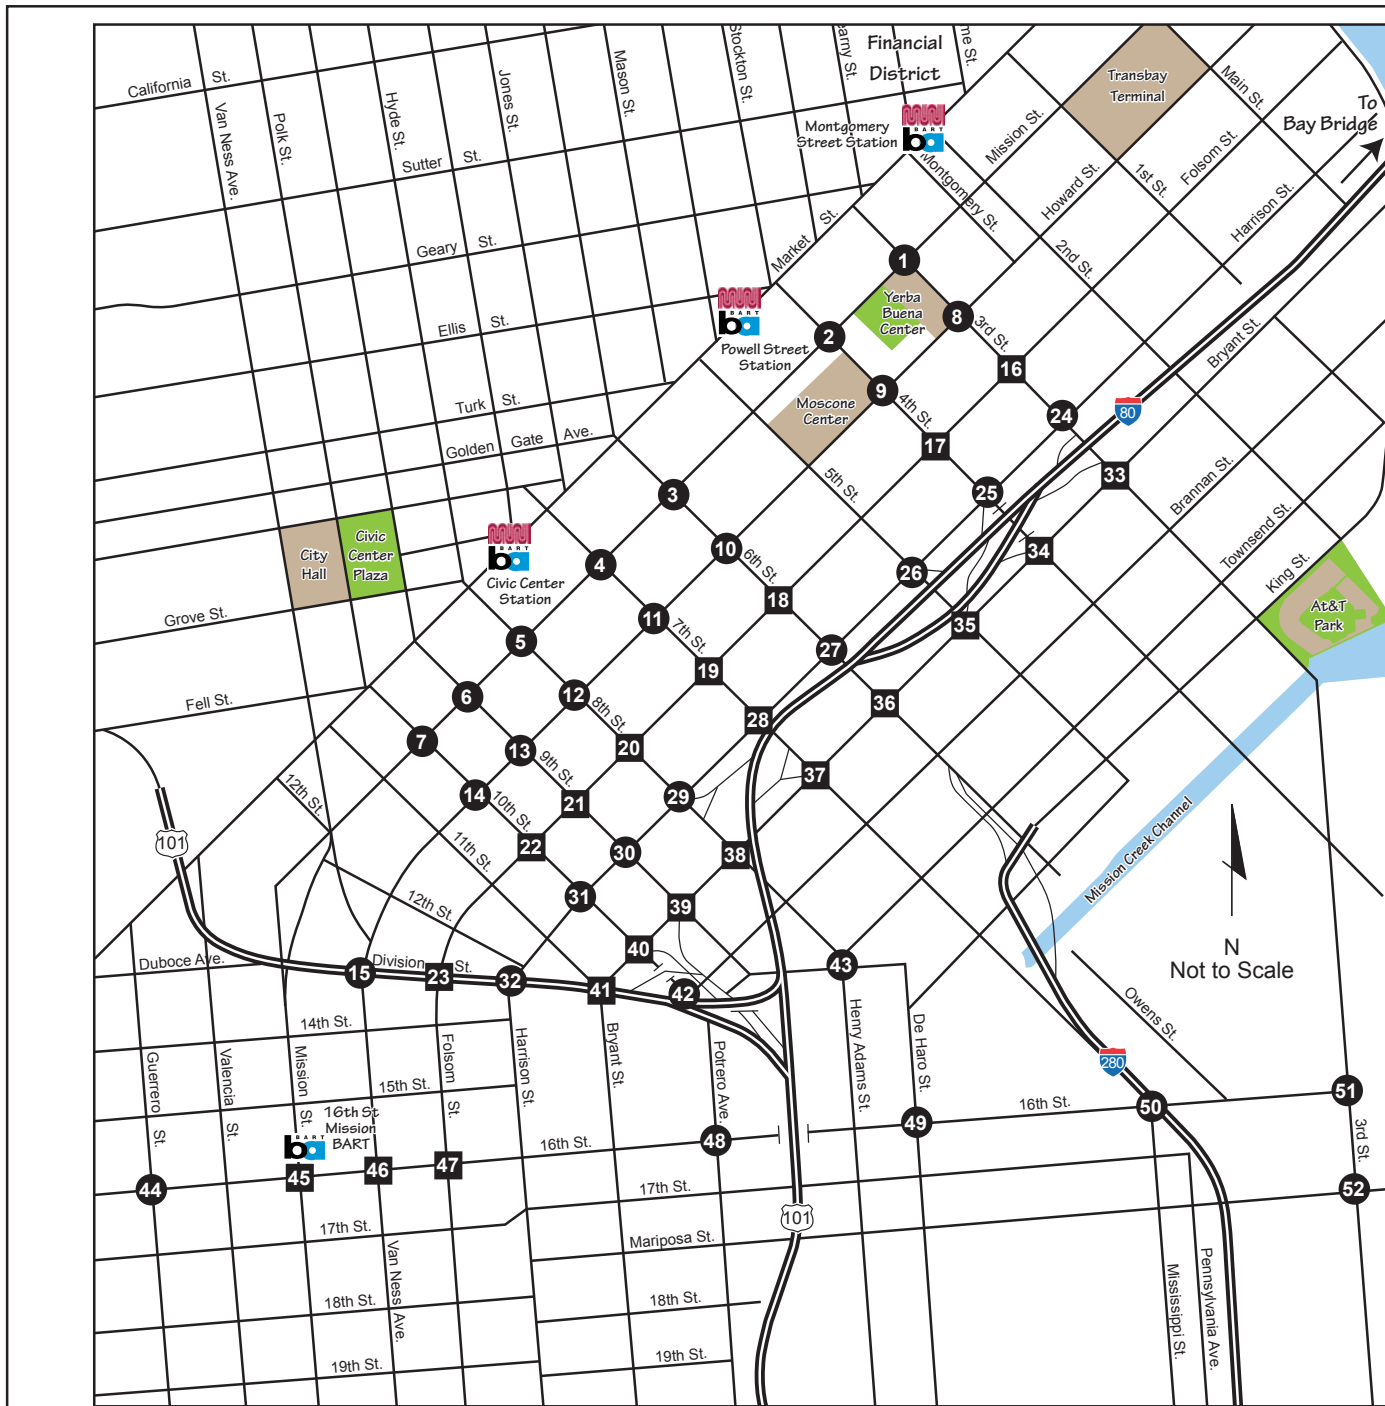 California St.
Van Ness Ave.
Polk St.
Hyde St.
Jones St.
Mason St.
Stockton St.
earny St.
me St.
Financial
District
Sutter St.
Geary St.
Ellis St.
Turk St.
Golden Gate Ave.
Grove St.
Fell St.
Market St.
Montgomery
Street Station
BART
ba
Montgomery St.
Mission St.
Howard St.
Transbay
Terminal
1st St.
Main St.
Folsom St.
Harrison St.
To
Bay Bridge
2nd St.
3rd St.
4th St.
5th St.
6th St.
7th St.
8th St.
9th St.
10th St.
11th St.
12th St.
12th St.
Yerba
Buena
Center
Moscone
Center
BART
ba
Powell Street
Station
BART
ba
Civic Center
Station
City
Hall
Civic
Center
Plaza
80
Bryant St.
Brannan St.
Townsend St.
King St.
At&T
Park
Mission Creek Channel
N
Not to Scale
101
Duboce Ave.
Division St.
14th St.
15th St.
16th St.
16th St.
17th St.
17th St.
Mariposa St.
18th St.
18th St.
19th St.
19th St.
Guerrero St.
Valencia St.
Mission St.
BART
ba
16th St
Mission
BART
Van Ness Ave.
Folsom St.
Harrison St.
Bryant St.
Potrero Ave.
Henry Adams St.
De Haro St.
Owens St.
280
101
3rd St.
Mississippi St.
Pennsylvania Ave.
1
2
3
4
5
6
7
8
9
10
11
12
13
14
15
16
17
18
19
20
21
22
23
24
25
26
27
28
29
30
31
32
33
34
35
36
37
38
39
40
41
42
43
44
45
46
47
48
49
50
51
52